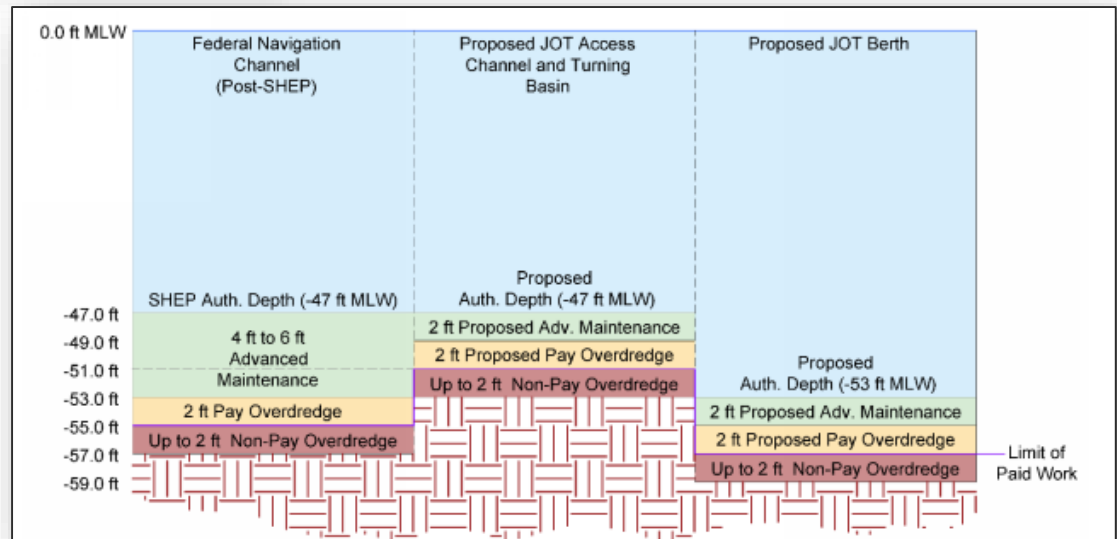 0.0 ft MLW
Federal Navigation
Channel
(Post-SHEP)
Proposed JOT Access
Channel and Turning
Basin
Proposed JOT Berth
SHEP Auth. Depth (-47 ft MLW)
Proposed
Auth. Depth (-47 ft MLW)
Proposed
Auth. Depth (-53 ft MLW)
-47.0 ft
-49.0 ft
-51.0 ft
-53.0 ft
-55.0 ft
-57.0 ft
-59.0 ft
4 ft to 6 ft
Advanced
Maintenance
2 ft Pay Overdredge
Up to 2 ft Non-Pay Overdredge
2 ft Proposed Adv. Maintenance
2 ft Proposed Pay Overdredge
Up to 2 ft Non-Pay Overdredge
2 ft Proposed Adv. Maintenance
2 ft Proposed Pay Overdredge
Up to 2 ft Non-Pay Overdredge
Limit of
Paid Work